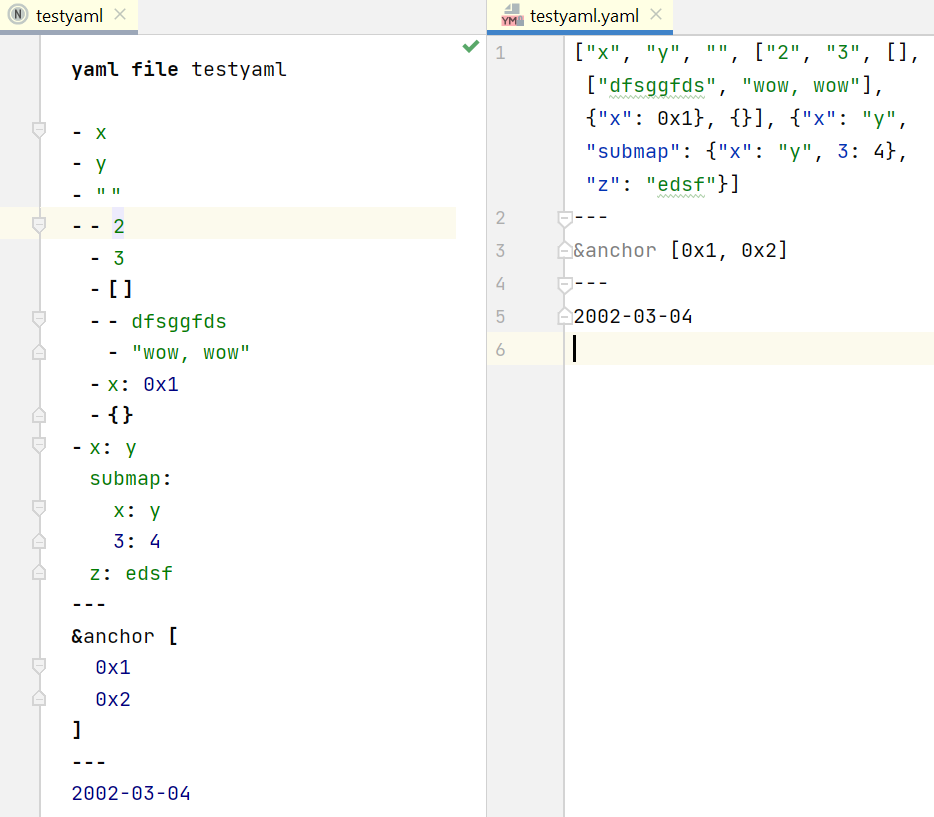 testyaml
yaml file testyaml
- x
- y
- ""
- - 2
  - 3
  - []
  - - dfsggfds
    - "wow, wow"
  - x: 0x1
  - {}
- x: y
  submap:
    x: y
    3: 4
  z: edsf
---
&anchor [
  0x1
  0x2
]
---
2002-03-04
testyaml.yaml
1 ["x", "y", "", ["2", "3", [],
["dfsggfds", "wow, wow"],
{"x": 0x1}, {}], {"x": "y",
"submap": {"x": "y", 3: 4},
"z": "edsf"}]
2 ---
3 &anchor [0x1, 0x2]
4 ---
5 2002-03-04
6